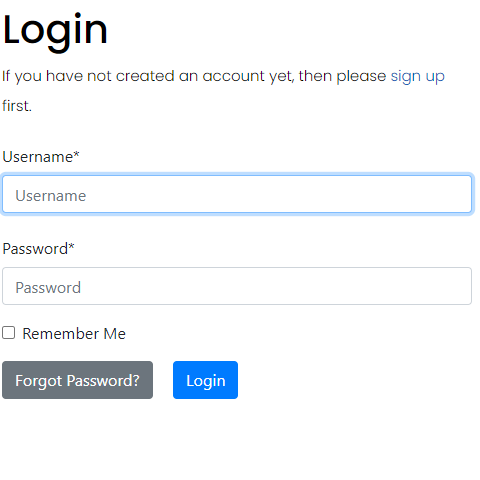 Login
If you have not created an account yet, then please sign up
first.
Username*
Username
Password*
Password
Remember Me
Forgot Password? Login